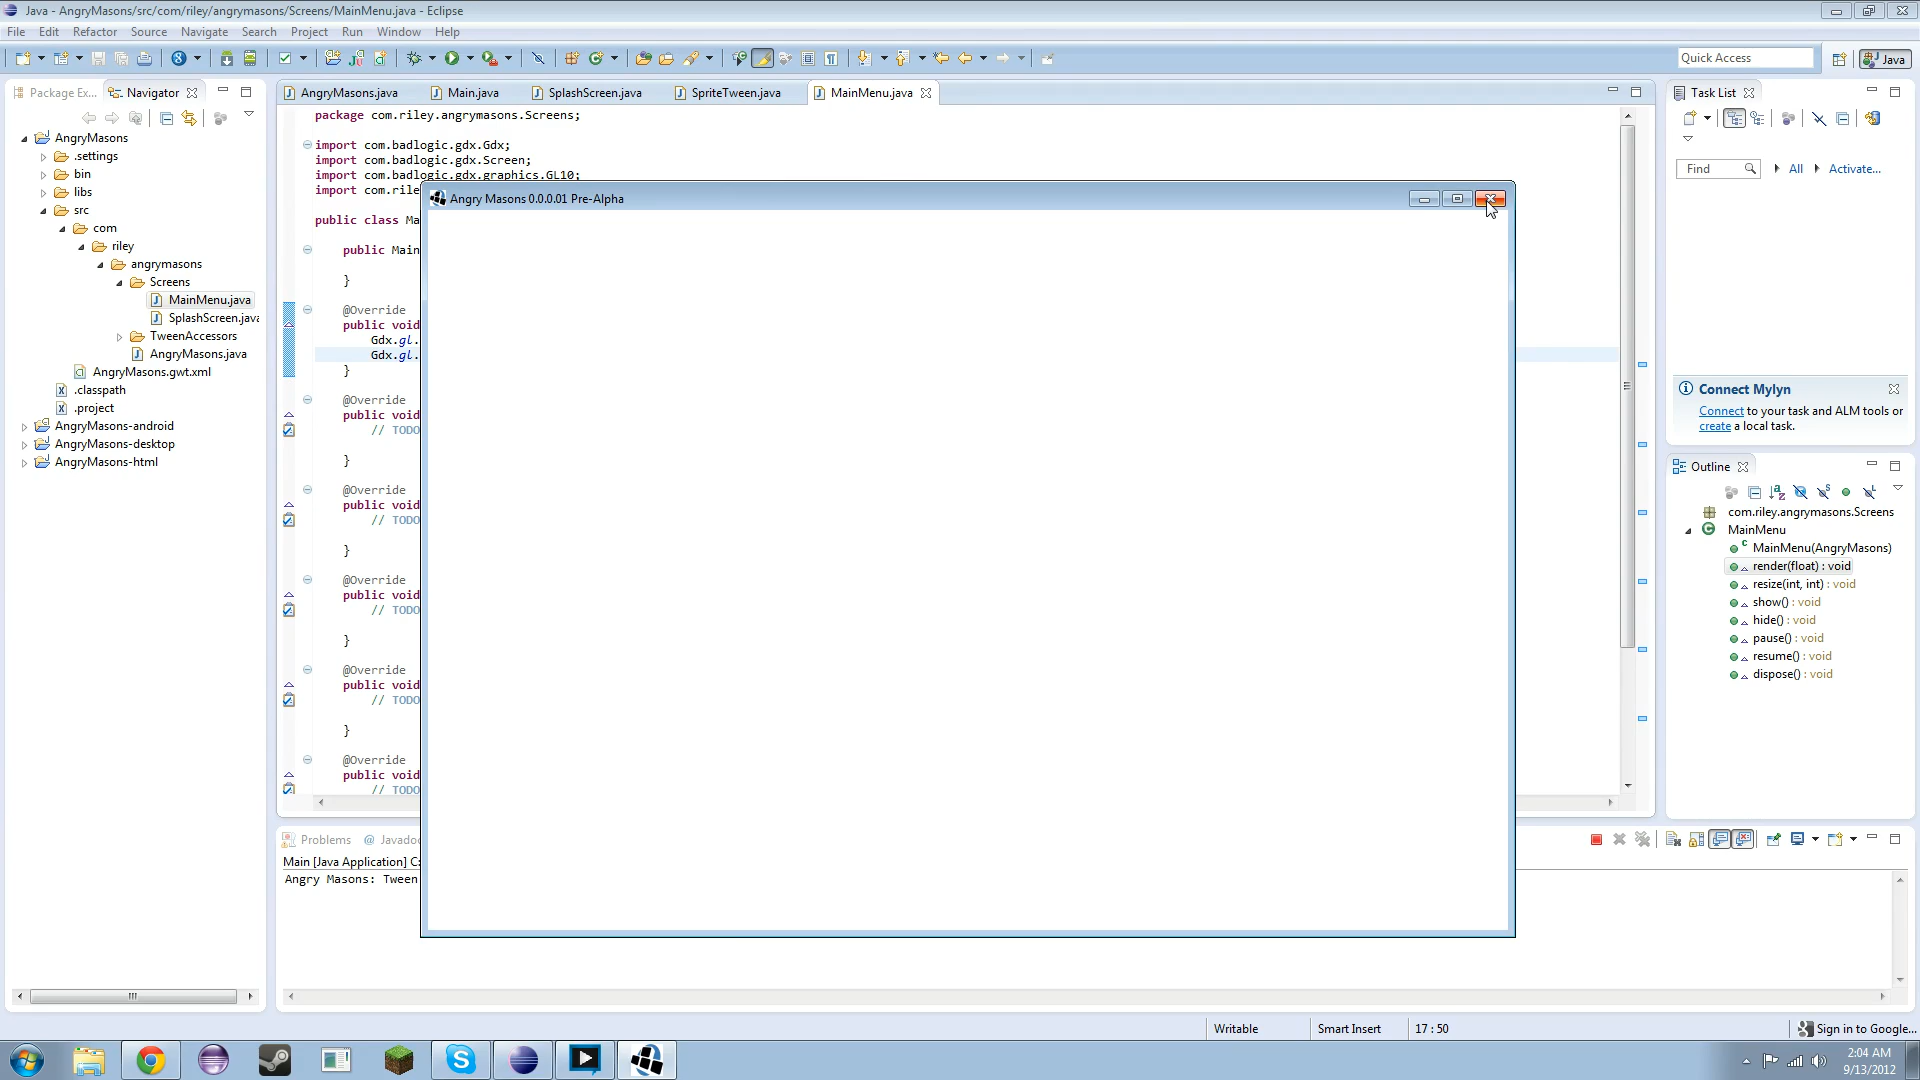 Java - AngryMasons/src/com/riley/angrymasons/Screens/MainMenu.java - Eclipse
File Edit Refactor Source Navigate Search Project Run Window Help
Quick Access
Java
Package Ex...
Navigator
AngryMasons
.settings
bin
libs
src
com
riley
angrymasons
Screens
MainMenu.java
SplashScreen.java
TweenAccessors
AngryMasons.java
AngryMasons.gwt.xml
.classpath
.project
AngryMasons-android
AngryMasons-desktop
AngryMasons-html
AngryMasons.java Main.java SplashScreen.java SpriteTween.java MainMenu.java
package com.riley.angrymasons.Screens;
import com.badlogic.gdx.Gdx;
import com.badlogic.gdx.Screen;
import com.badlogic.gdx.graphics.GL10;
import com.rile
public class Ma
public Main
}
@Override
public void
Gdx.gl.
Gdx.gl.
}
@Override
public void
// TODO
}
@Override
public void
// TODO
}
@Override
public void
// TODO
}
@Override
public void
// TODO
}
@Override
public void
// TODO
Angry Masons 0.0.0.01 Pre-Alpha
Problems @ Javadoc
Main [Java Application] C:
Angry Masons: Tween
Task List
Find
All
Activate...
Connect Mylyn
Connect to your task and ALM tools or
create a local task.
Outline
com.riley.angrymasons.Screens
MainMenu
MainMenu(AngryMasons)
render(float) : void
resize(int, int) : void
show() : void
hide() : void
pause() : void
resume() : void
dispose() : void
Writable
Smart Insert
17 : 50
Sign in to Google...
2:04 AM
9/13/2012